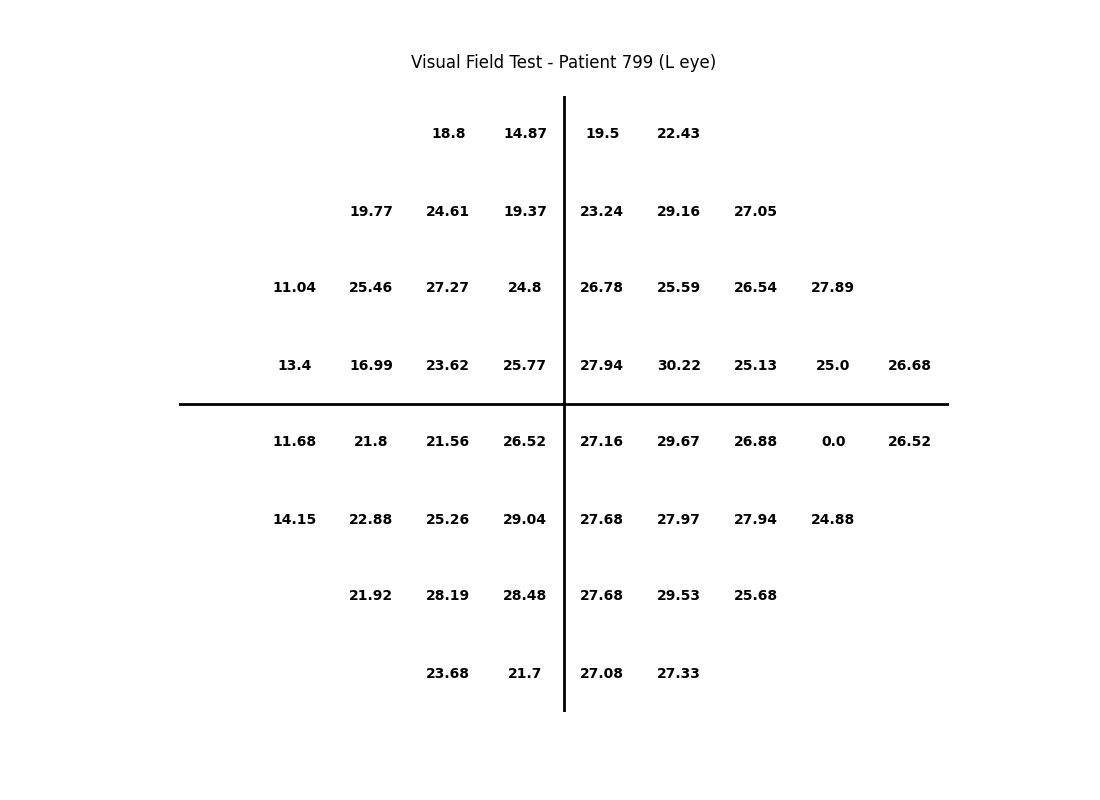 Visual Field Test - Patient 799 (L eye)
18.8 14.87 19.5 22.43
19.77 24.61 19.37 23.24 29.16 27.05
11.04 25.46 27.27 24.8 26.78 25.59 26.54 27.89
13.4 16.99 23.62 25.77 27.94 30.22 25.13 25.0 26.68
11.68 21.8 21.56 26.52 27.16 29.67 26.88 0.0 26.52
14.15 22.88 25.26 29.04 27.68 27.97 27.94 24.88
21.92 28.19 28.48 27.68 29.53 25.68
23.68 21.7 27.08 27.33